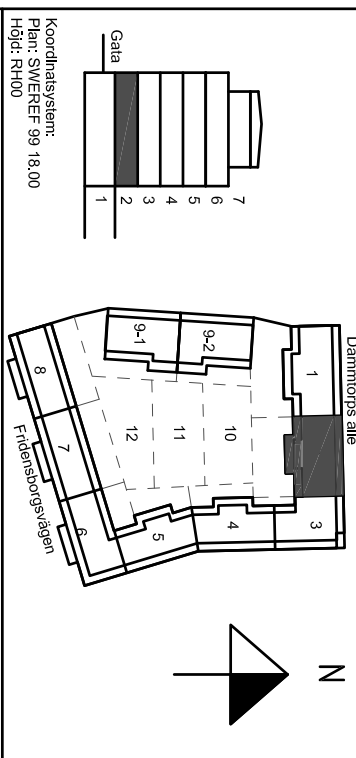 Koordinatsystem:
Plan: SWEREF 99 18.00
Höjd: RH00
Gata
1
2
3
4
5
6
7
Dammtorps alle
1
3
4
5
6
7
8
9-1
9-2
10
11
12
Fridensborgsvägen
N